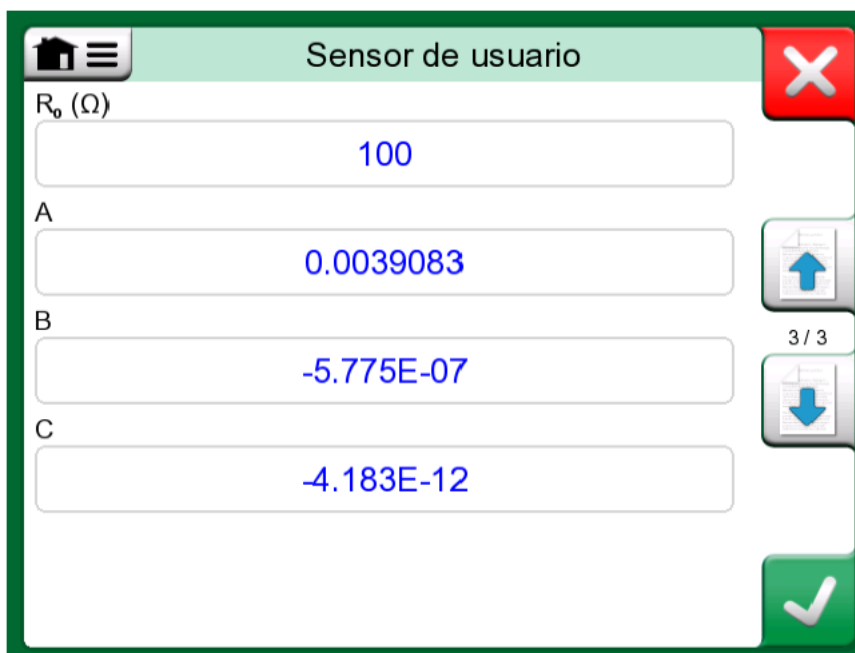 Sensor de usuario
R₀ (Ω)
100
A
0.0039083
B
-5.775E-07
3 / 3
C
-4.183E-12